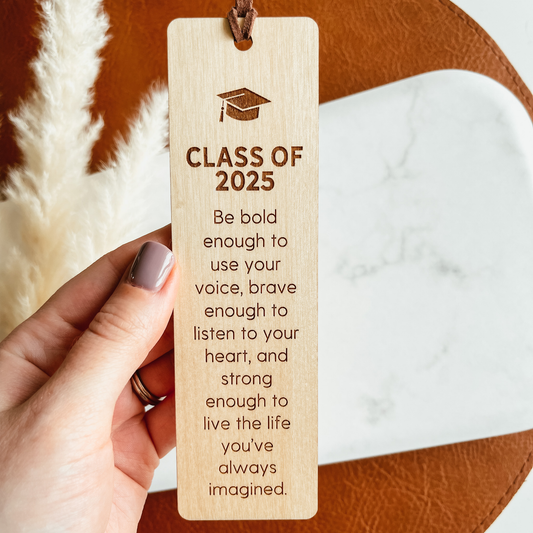 CLASS OF
2025
Be bold
enough to
use your
voice, brave
enough to
listen to your
heart, and
strong
enough to
live the life
you've
always
imagined.